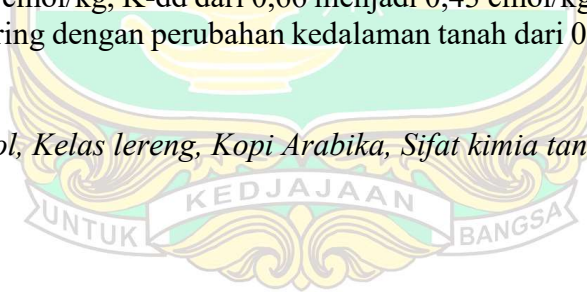 cmol/kg, K-dd dari 0,66 menjadi 0,45 cmol/kg
ring dengan perubahan kedalaman tanah dari 0
ol, Kelas lereng, Kopi Arabika, Sifat kimia tan
UNTUK KEDJAJAAN BANGSA